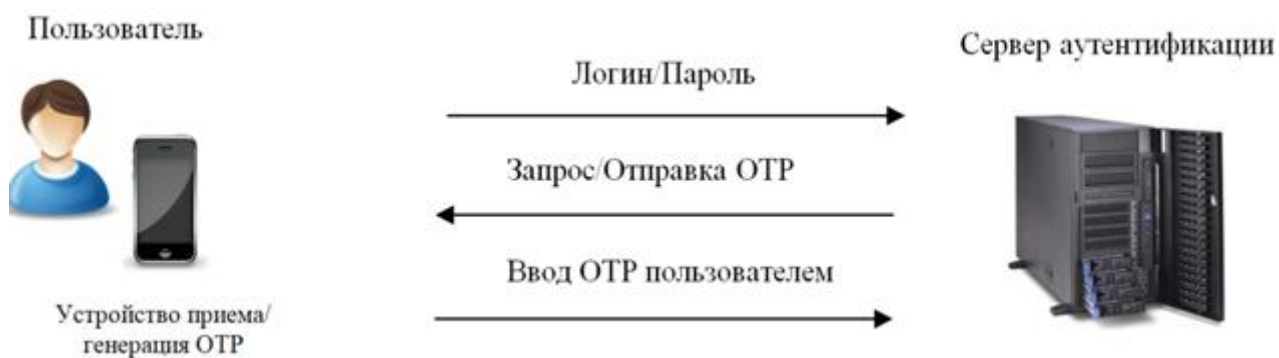 Пользователь
Сервер аутентификации
Логин/Пароль
Запрос/Отправка OTP
Ввод OTP пользователем
Устройство приема/
генерация OTP